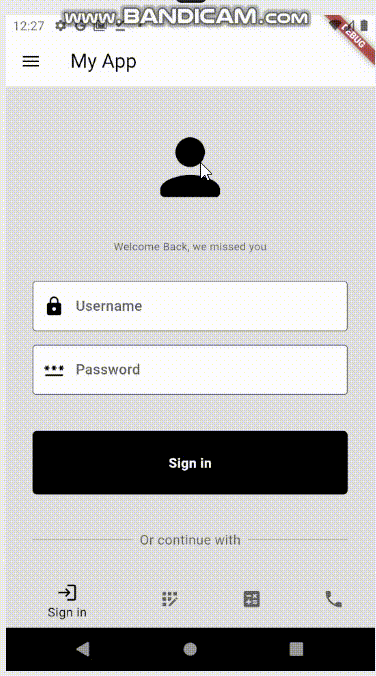 www.BANDICAM.com
12:27
My App
Welcome Back, we missed you
Username
Password
Sign in
Or continue with
Sign in